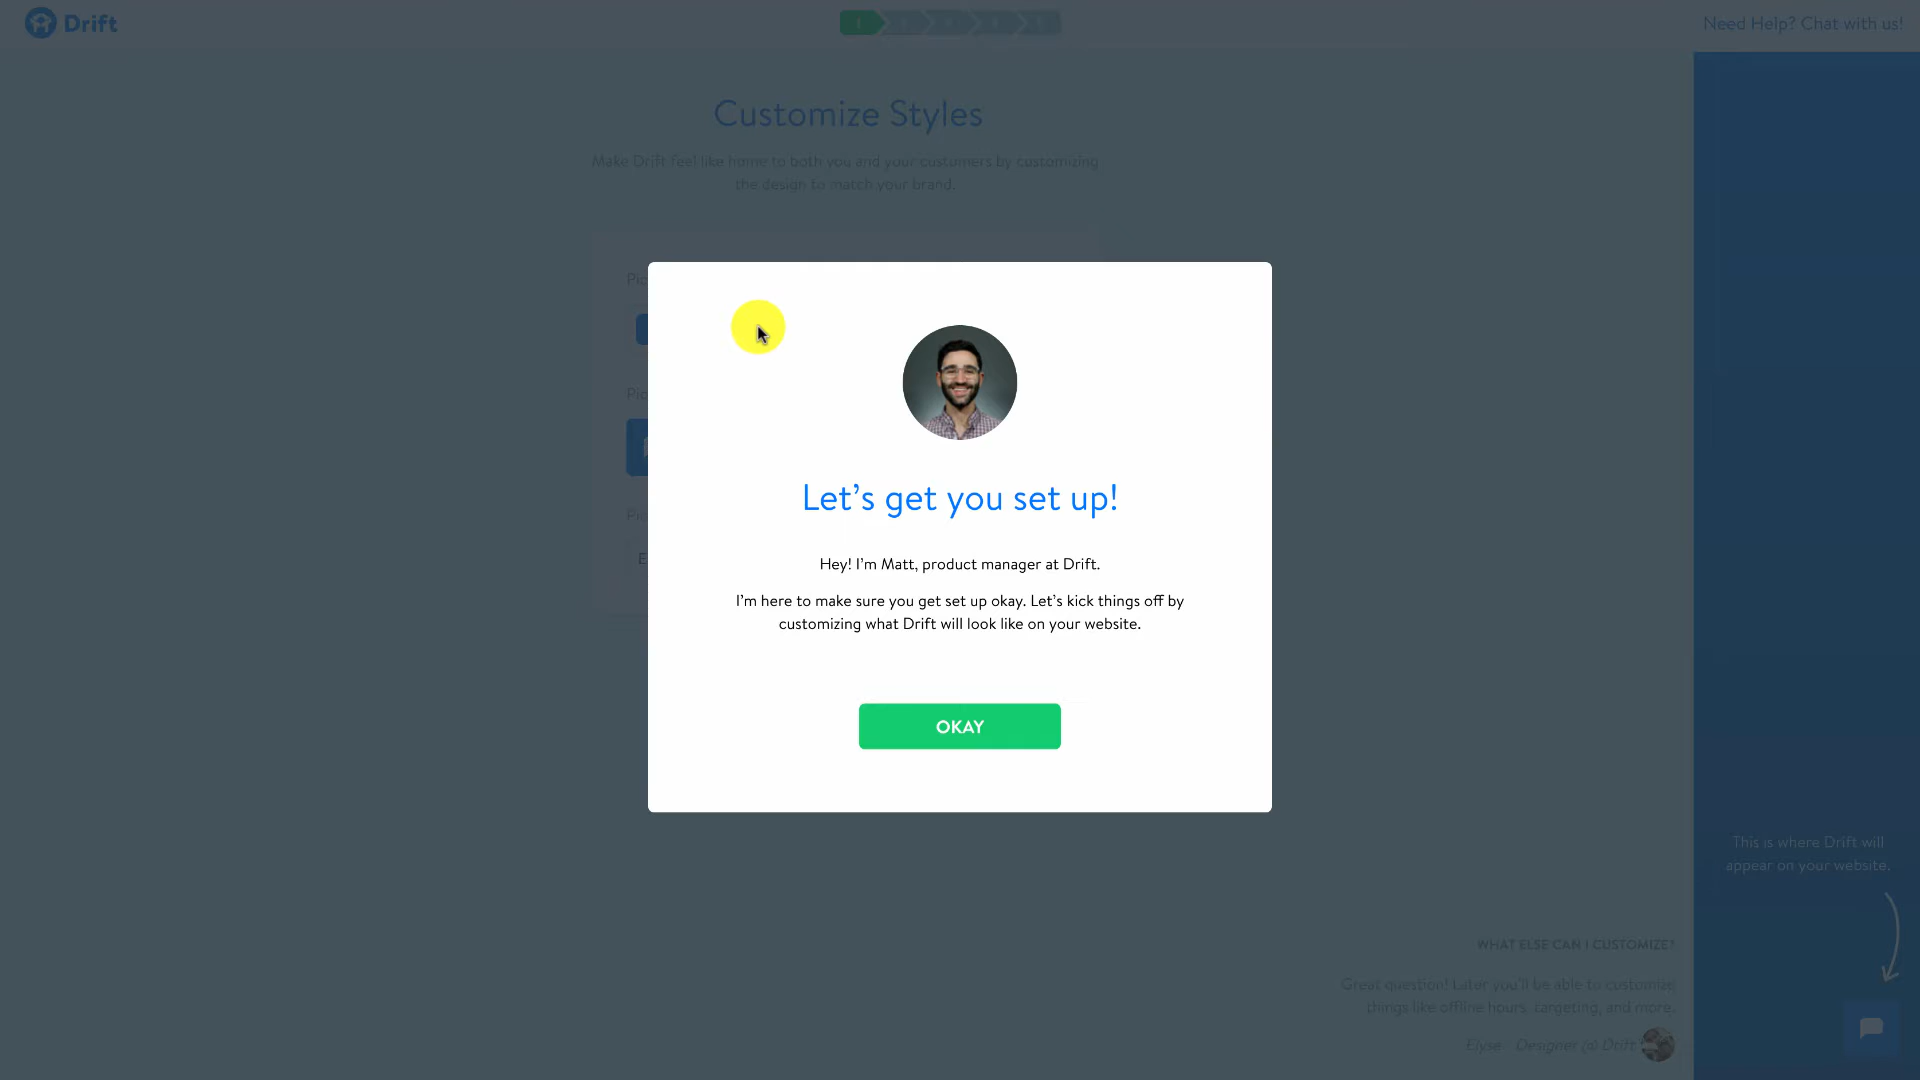 Drift
1
Need Help? Chat with us!
Customize Styles
Make Drift feel like home to both you and your customers by customizing
the design to match your brand.
Let's get you set up!
Hey! I'm Matt, product manager at Drift.
I'm here to make sure you get set up okay. Let's kick things off by
customizing what Drift will look like on your website.
OKAY
This is where Drift will
appear on your website.
WHAT ELSE CAN I CUSTOMIZE?
Great question! Later you'll be able to customize
things like offline hours, targeting, and more.
Elyse - Designer @ Drift